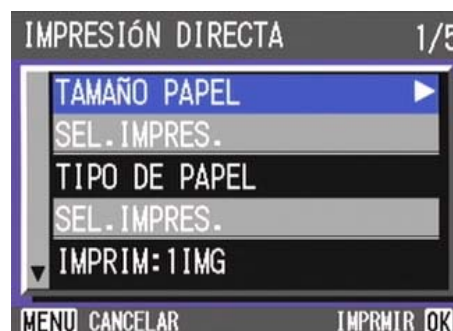 IMPRESIÓN DIRECTA 1/5
TAMAÑO PAPEL
SEL.IMPRES.
TIPO DE PAPEL
SEL.IMPRES.
IMPRIM:1IMG
MENU CANCELAR IMPRMIR OK